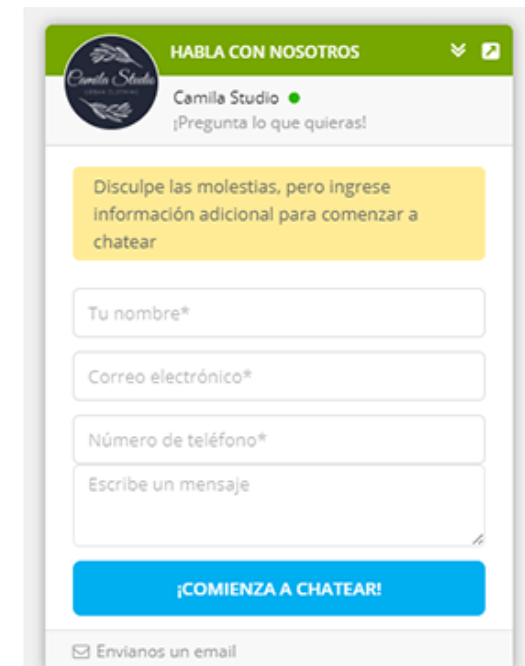 HABLA CON NOSOTROS
Camila Studio
URBAN CLOTHING
Camila Studio
¡Pregunta lo que quieras!
Disculpe las molestias, pero ingrese
información adicional para comenzar a
chatear
Tu nombre*
Correo electrónico*
Número de teléfono*
Escribe un mensaje
¡COMIENZA A CHATEAR!
Envianos un email